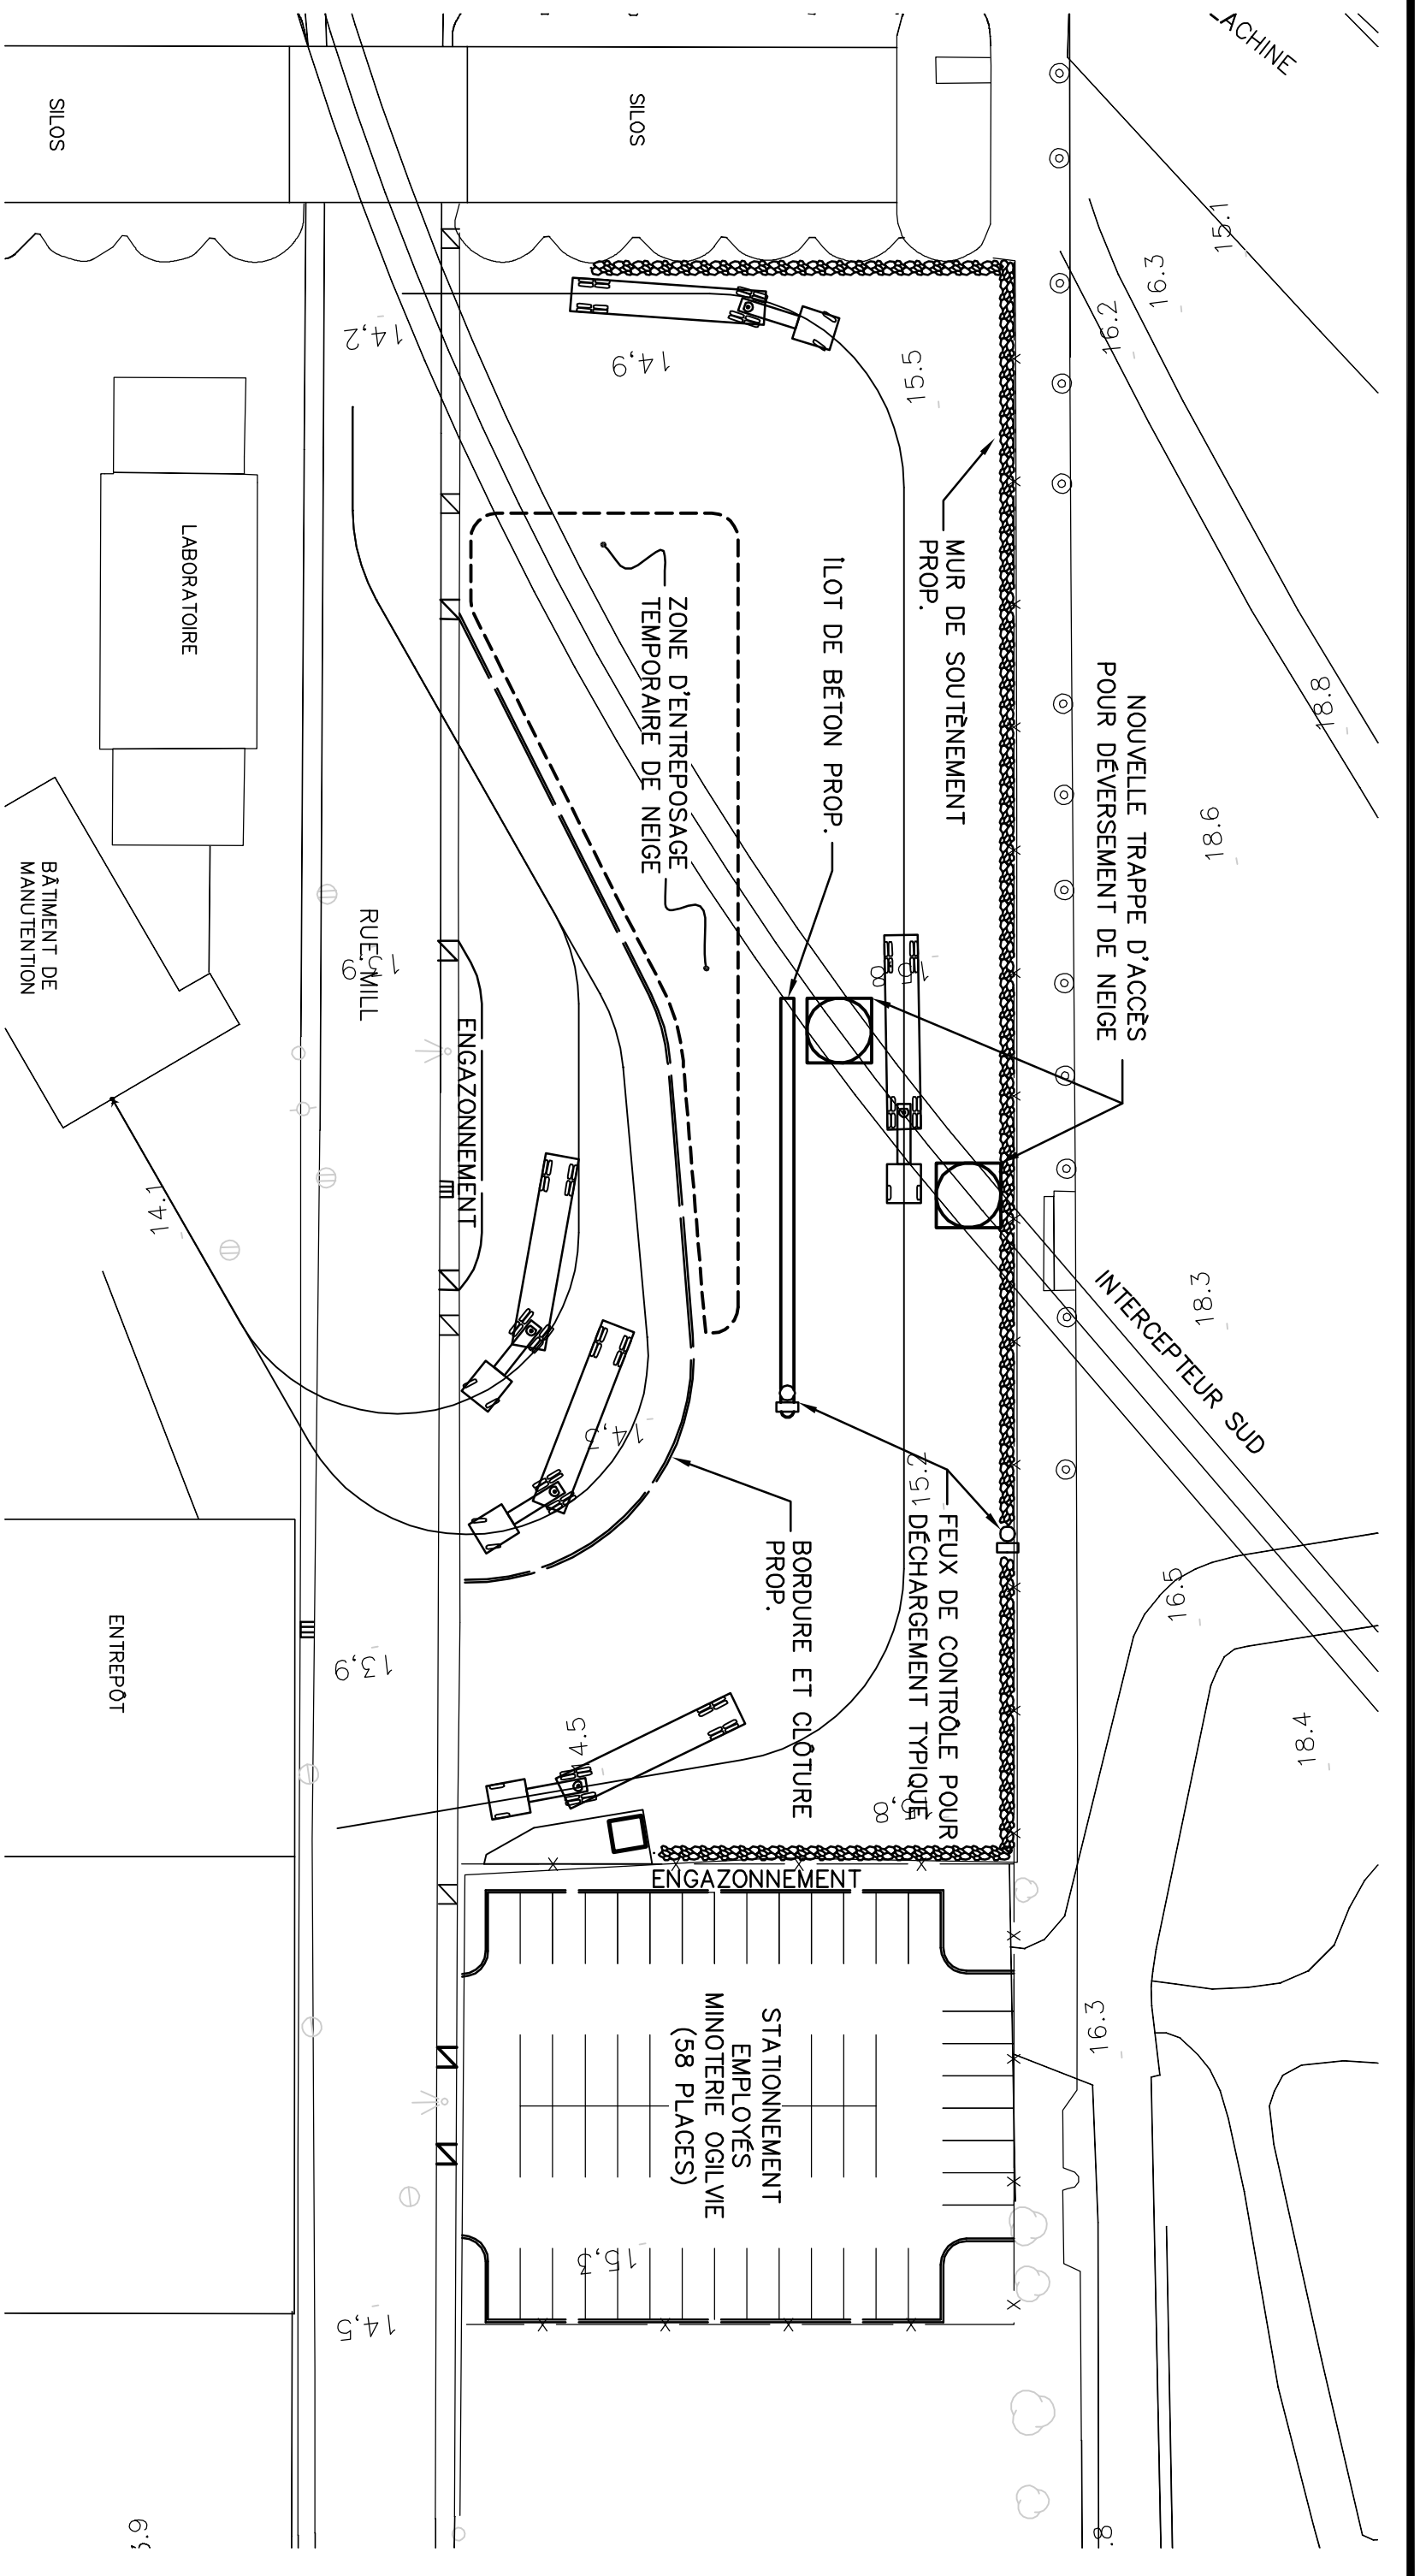 LACHINE
15.1
16.3
16.2
SILOS
SILOS
14,2
14,9
15.5
LABORATOIRE
MUR DE SOUTÈNEMENT
PROP.
ÎLOT DE BÉTON PROP.
ZONE D'ENTREPOSAGE
TEMPORAIRE DE NEIGE
NOUVELLE TRAPPE D'ACCÈS
POUR DÉVERSEMENT DE NEIGE
18.8
18.6
BÂTIMENT DE
MANUTENTION
RUE MILL
ENGAZONNEMENT
14.1
18.3
INTERCEPTEUR SUD
15.2
FEUX DE CONTRÔLE POUR
DÉCHARGEMENT TYPIQUE
BORDURE ET CLÔTURE
PROP.
16.5
18.4
ENTREPÔT
13,9
14.5
15,8
ENGAZONNEMENT
STATIONNEMENT
EMPLOYÉS
MINOTERIE OGILVIE
(58 PLACES)
16.3
15,3
14,5